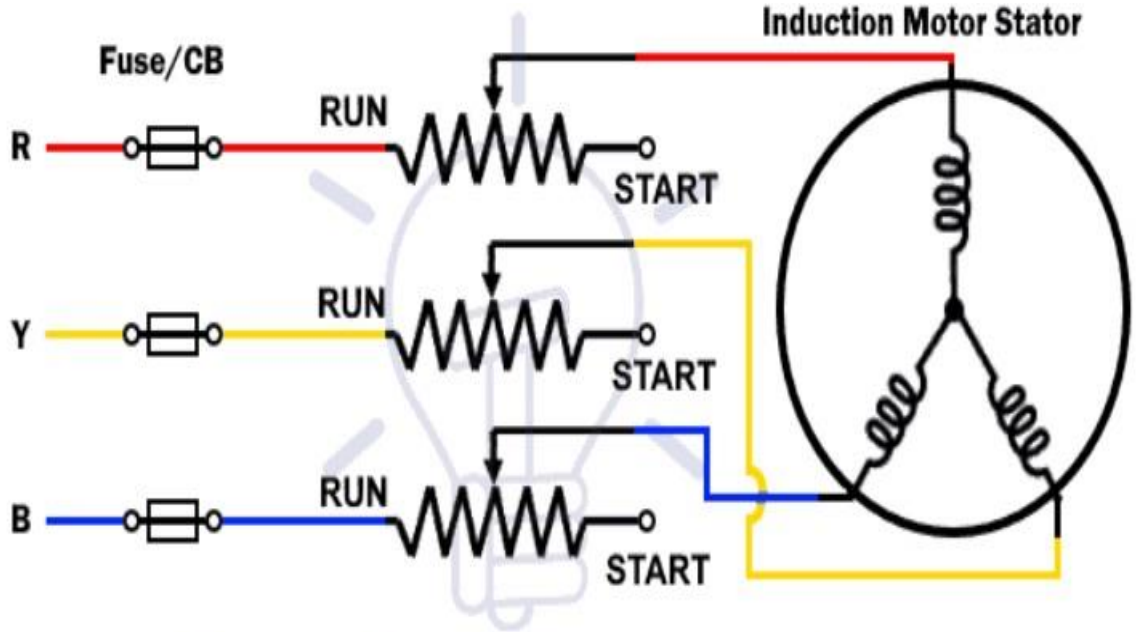 Induction Motor Stator
Fuse/CB
R
RUN
START
Y
RUN
START
B
RUN
START